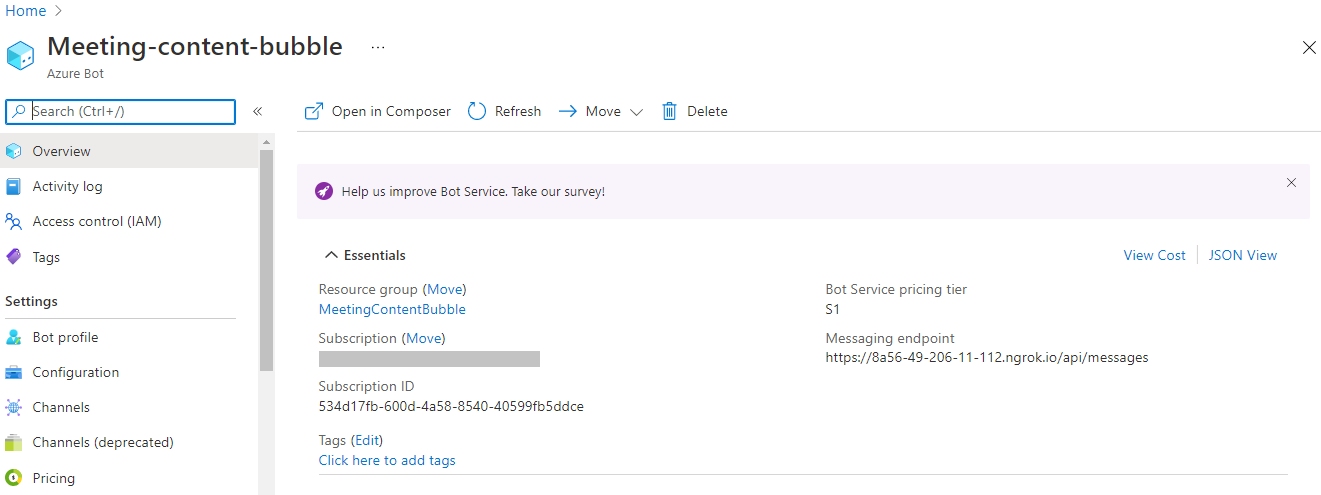 Home
Meeting-content-bubble ...
Azure Bot
Search (Ctrl+/)
Overview
Activity log
Access control (IAM)
Tags
Settings
Bot profile
Configuration
Channels
Channels (deprecated)
Pricing
Open in Composer Refresh Move Delete
Help us improve Bot Service. Take our survey!
Essentials
View Cost JSON View
Resource group (Move)
MeetingContentBubble
Subscription (Move)
Subscription ID
534d17fb-600d-4a58-8540-40599fb5ddce
Tags (Edit)
Click here to add tags
Bot Service pricing tier
S1
Messaging endpoint
https://8a56-49-206-11-112.ngrok.io/api/messages